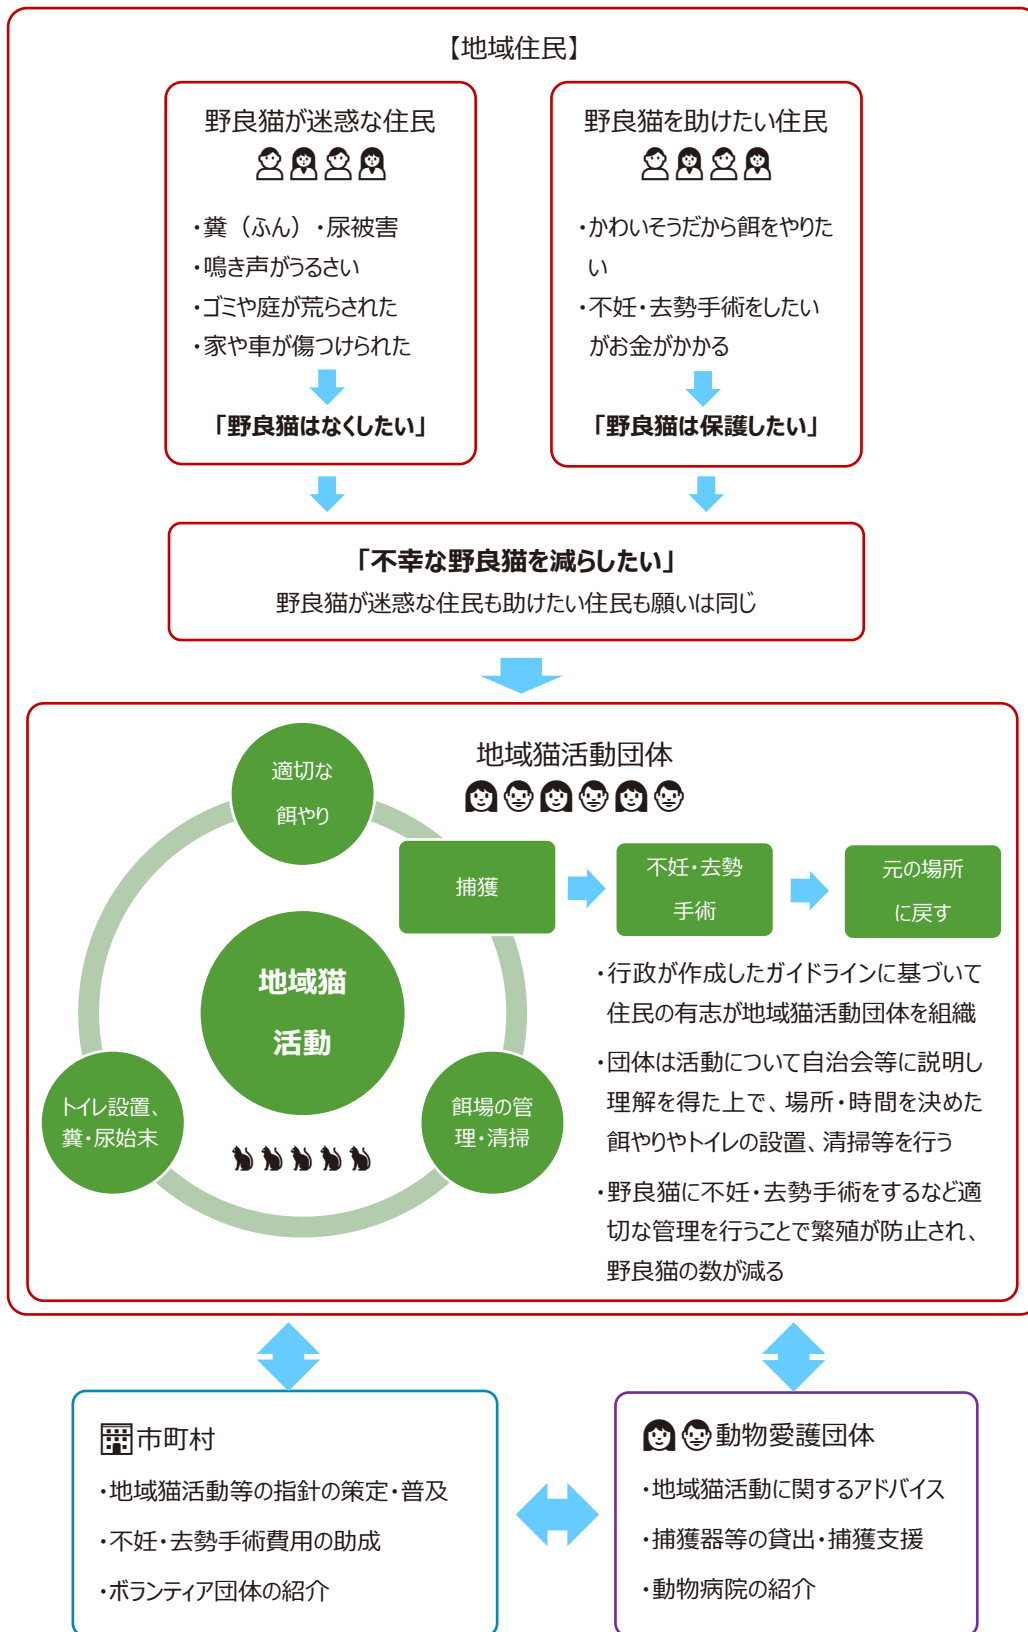 【地域住民】
野良猫が迷惑な住民
・糞（ふん）・尿被害
・鳴き声がうるさい
・ゴミや庭が荒らされた
・家や車が傷つけられた
「野良猫はなくしたい」
野良猫を助けたい住民
・かわいそうだから餌をやりた
い
・不妊・去勢手術をしたい
がお金がかかる
「野良猫は保護したい」
「不幸な野良猫を減らしたい」
野良猫が迷惑な住民も助けたい住民も願いは同じ
地域猫活動団体
適切な
餌やり
捕獲
不妊・去勢
手術
元の場所
に戻す
地域猫
活動
トイレ設置、
糞・尿始末
餌場の管
理・清掃
・行政が作成したガイドラインに基づいて
住民の有志が地域猫活動団体を組織
・団体は活動について自治会等に説明し
理解を得た上で、場所・時間を決めた
餌やりやトイレの設置、清掃等を行う
・野良猫に不妊・去勢手術をするなど適
切な管理を行うことで繁殖が防止され、
野良猫の数が減る
市町村
・地域猫活動等の指針の策定・普及
・不妊・去勢手術費用の助成
・ボランティア団体の紹介
動物愛護団体
・地域猫活動に関するアドバイス
・捕獲器等の貸出・捕獲支援
・動物病院の紹介